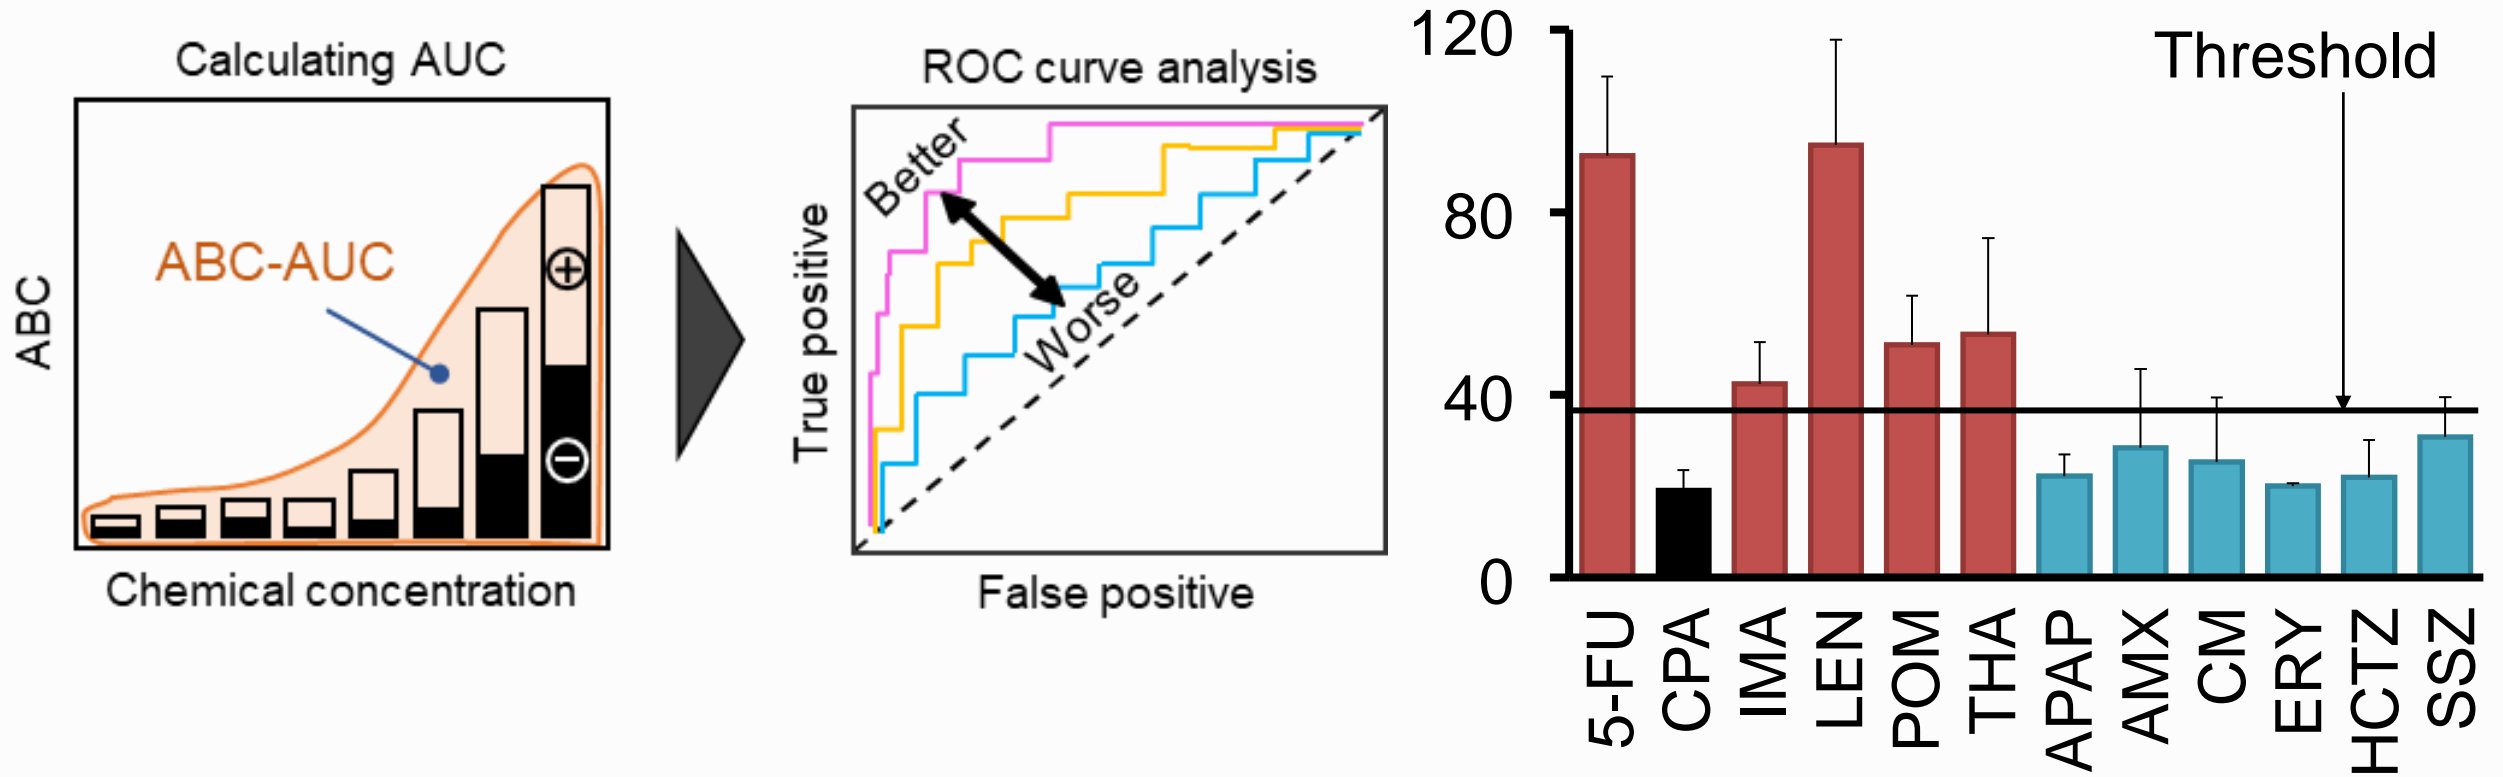 Calculating AUC
ABC
ABC-AUC
+
−
Chemical concentration
ROC curve analysis
True positive
Better
Worse
False positive
120
80
40
0
Threshold
5-FU
CPA
IMA
LEN
POM
THA
APAP
AMX
CM
ERY
HCTZ
SSZ